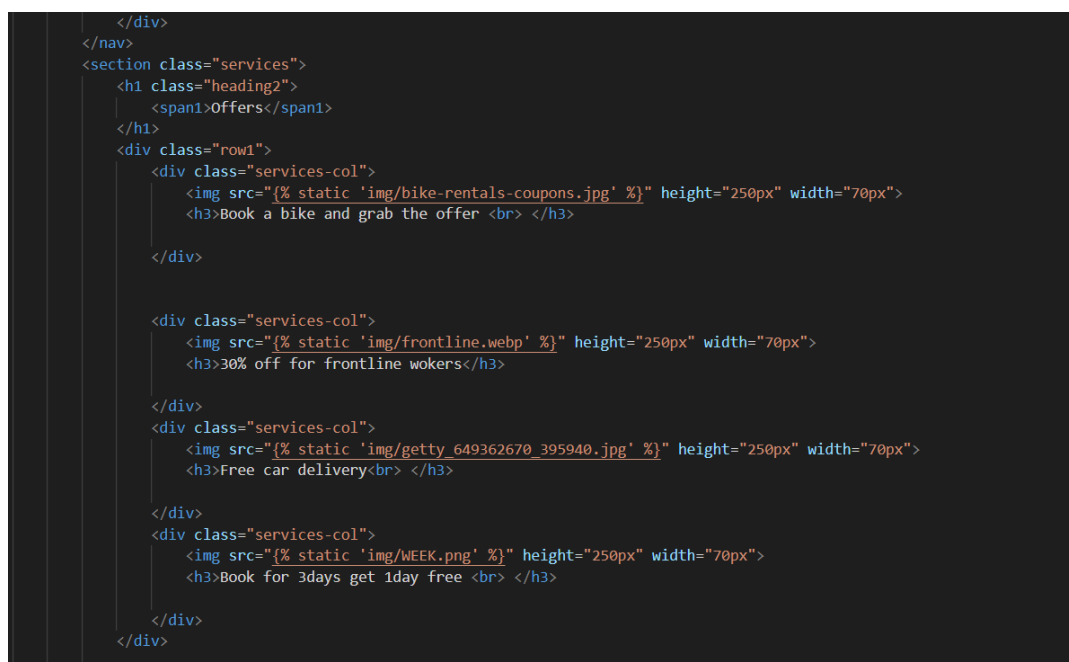 </div>
</nav>
<section class="services">
<h1 class="heading2">
<span1>Offers</span1>
</h1>
<div class="row1">
<div class="services-col">
<img src="{% static 'img/bike-rentals-coupons.jpg' %}" height="250px" width="70px">
<h3>Book a bike and grab the offer <br> </h3>
</div>
<div class="services-col">
<img src="{% static 'img/frontline.webp' %}" height="250px" width="70px">
<h3>30% off for frontline wokers</h3>
</div>
<div class="services-col">
<img src="{% static 'img/getty_649362670_395940.jpg' %}" height="250px" width="70px">
<h3>Free car delivery<br> </h3>
</div>
<div class="services-col">
<img src="{% static 'img/WEEK.png' %}" height="250px" width="70px">
<h3>Book for 3days get 1day free <br> </h3>
</div>
</div>